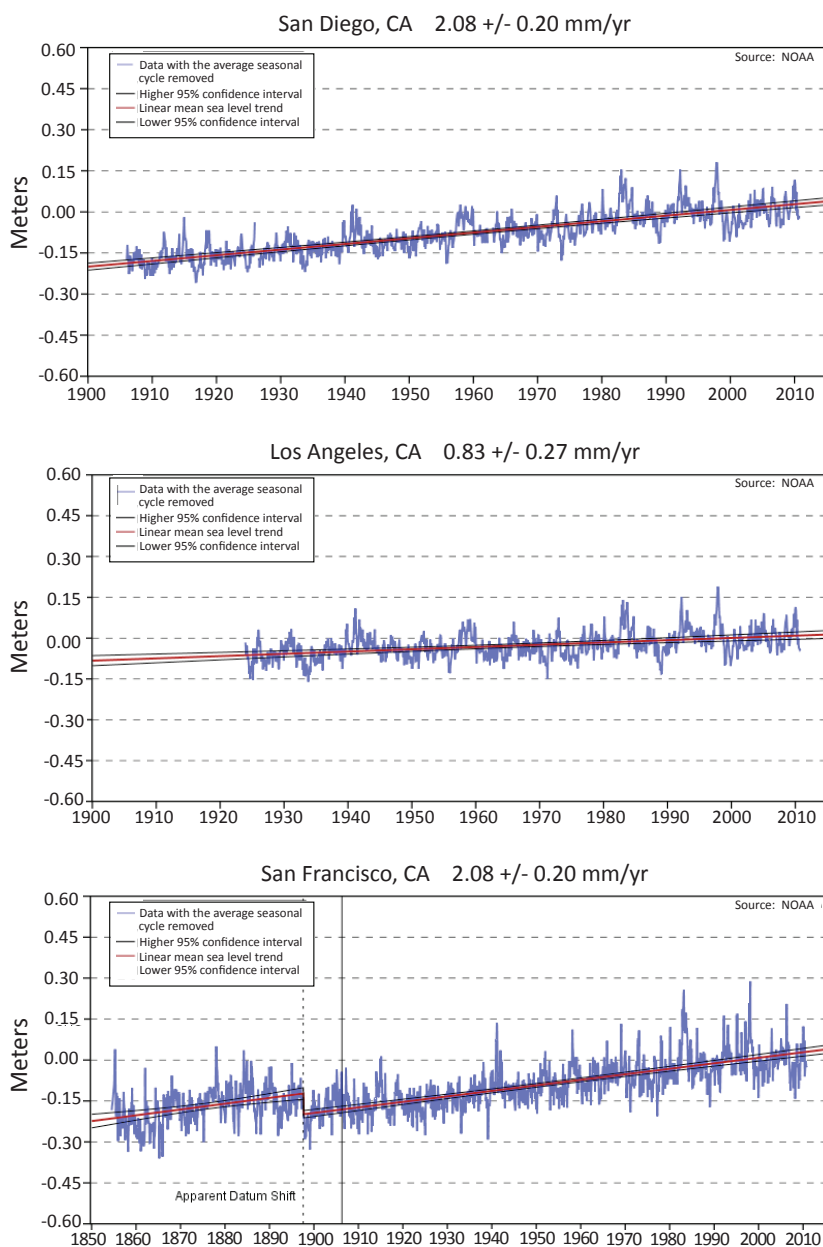 San Diego, CA 2.08 +/- 0.20 mm/yr
Source: NOAA
Data with the average seasonal
cycle removed
Higher 95% confidence interval
Linear mean sea level trend
Lower 95% confidence interval
Meters
0.60
0.45
0.30
0.15
0.00
-0.15
-0.30
-0.45
-0.60
1900 1910 1920 1930 1940 1950 1960 1970 1980 1990 2000 2010
Los Angeles, CA 0.83 +/- 0.27 mm/yr
Source: NOAA
Data with the average seasonal
cycle removed
Higher 95% confidence interval
Linear mean sea level trend
Lower 95% confidence interval
Meters
0.60
0.45
0.30
0.15
0.00
-0.15
-0.30
-0.45
-0.60
1900 1910 1920 1930 1940 1950 1960 1970 1980 1990 2000 2010
San Francisco, CA 2.08 +/- 0.20 mm/yr
Source: NOAA
Data with the average seasonal
cycle removed
Higher 95% confidence interval
Linear mean sea level trend
Lower 95% confidence interval
Meters
0.60
0.45
0.30
0.15
0.00
-0.15
-0.30
-0.45
-0.60
Apparent Datum Shift
1850 1860 1870 1880 1890 1900 1910 1920 1930 1940 1950 1960 1970 1980 1990 2000 2010